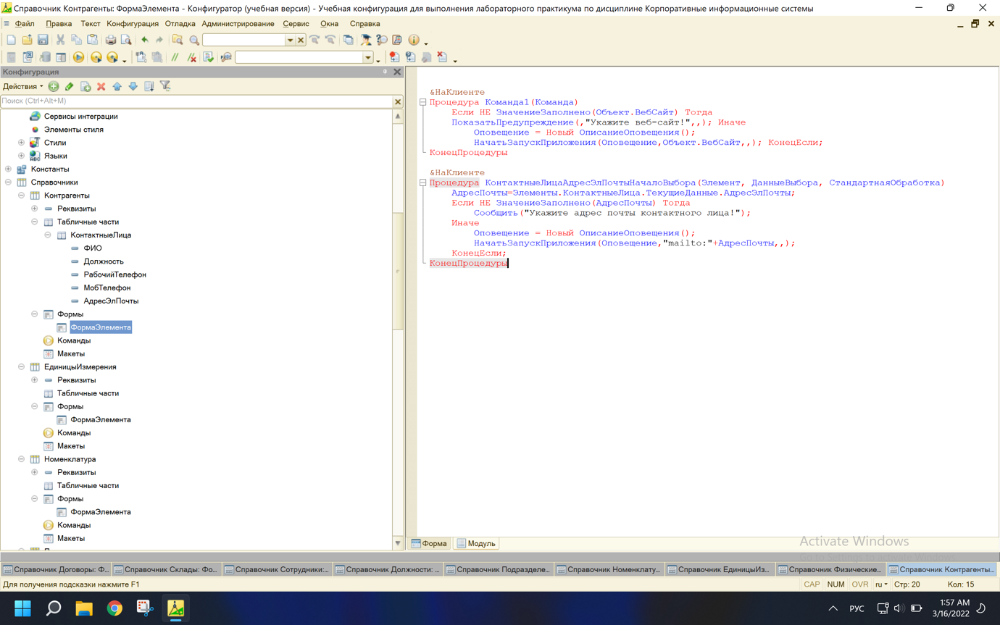 Справочник Контрагенты: ФормаЭлемента - Конфигуратор (учебная версия) - Учебная конфигурация для выполнения лабораторного практикума по дисциплине Корпоративные информационные системы
Файл Правка Текст Конфигурация Отладка Администрирование Сервис Окна Справка
Конфигурация
Действия
Поиск (Ctrl+Alt+M)
Сервисы интеграции
Элементы стиля
Стили
Языки
Константы
Справочники
Контрагенты
Реквизиты
Табличные части
КонтактныеЛица
ФИО
Должность
РабочийТелефон
МобТелефон
АдресЭлПочты
Формы
ФормаЭлемента
Команды
Макеты
ЕдиницыИзмерения
Реквизиты
Табличные части
Формы
ФормаЭлемента
Команды
Макеты
Номенклатура
Реквизиты
Табличные части
Формы
ФормаЭлемента
Команды
Макеты
&НаКлиенте
Процедура Команда1(Команда)
Если НЕ ЗначениеЗаполнено(Объект.ВебСайт) Тогда
ПоказатьПредупреждение(,"Укажите веб-сайт!",,); Иначе
Оповещение = Новый ОписаниеОповещения();
НачатьЗапускПриложения(Оповещение,Объект.ВебСайт,,); КонецЕсли;
КонецПроцедуры
&НаКлиенте
Процедура КонтактныеЛицаАдресЭлПочтыНачалоВыбора(Элемент, ДанныеВыбора, СтандартнаяОбработка)
АдресПочты=Элементы.КонтактныеЛица.ТекущиеДанные.АдресЭлПочты;
Если НЕ ЗначениеЗаполнено(АдресПочты) Тогда
Сообщить("Укажите адрес почты контактного лица!");
Иначе
Оповещение = Новый ОписаниеОповещения();
НачатьЗапускПриложения(Оповещение,"mailto:"+АдресПочты,,);
КонецЕсли;
КонецПроцедуры
Форма Модуль
Activate Windows
Go to Settings to activate Windows.
Справочник Договоры: Ф... Справочник Склады: Фо... Справочник Сотрудники:... Справочник Должности: ... Справочник Подразделе... Справочник Номенклату... Справочник ЕдиницыИз... Справочник Физические... Справочник Контрагенты...
Для получения подсказки нажмите F1 CAP NUM OVR ru Стр: 20 Кол: 15
РУС 1:57 AM
3/16/2022